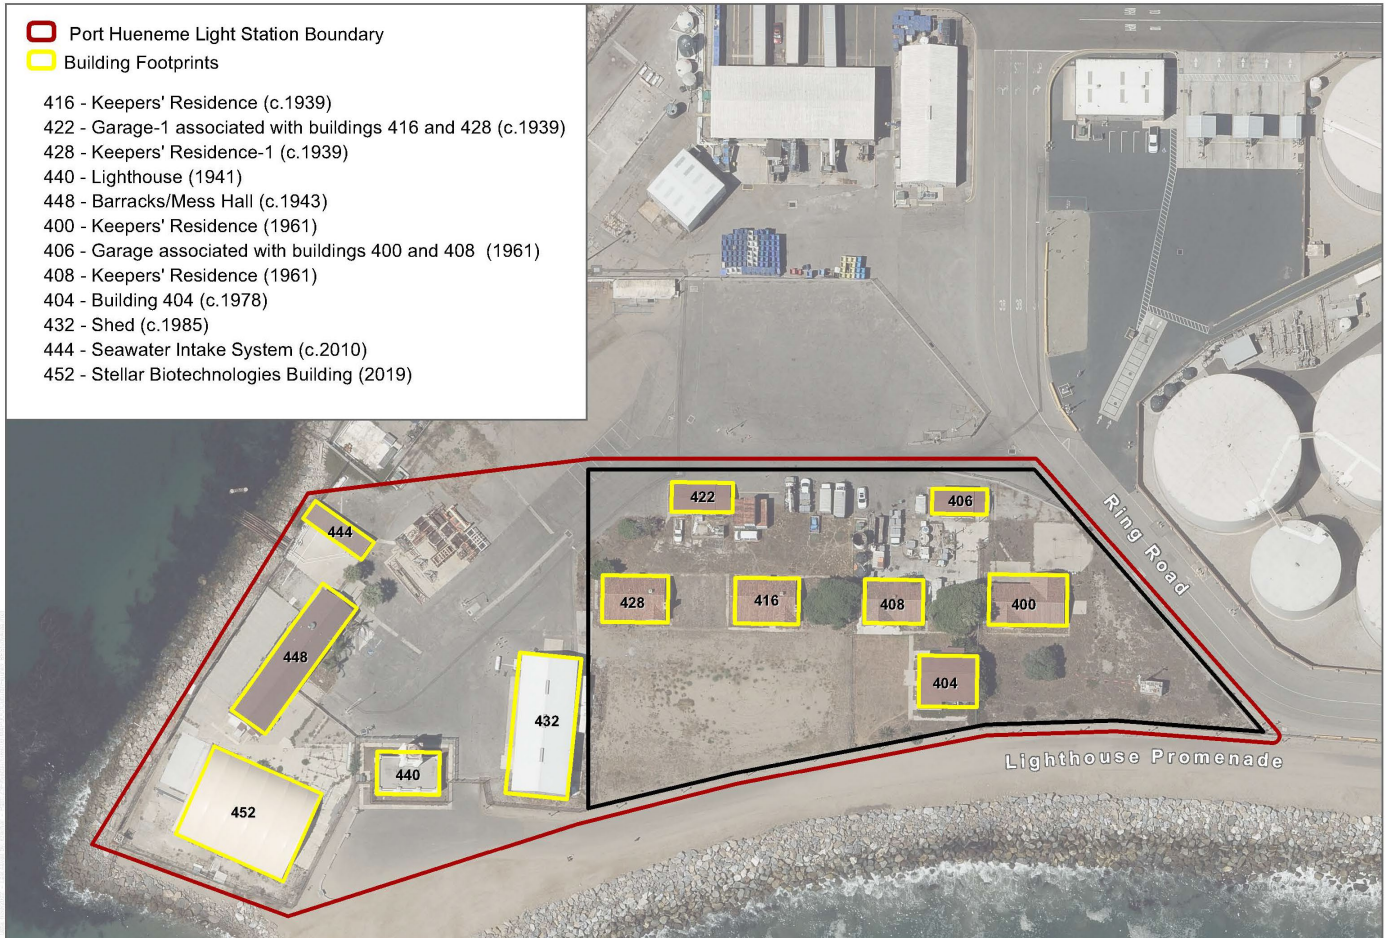 Port Hueneme Light Station Boundary
Building Footprints
416 - Keepers' Residence (c.1939)
422 - Garage-1 associated with buildings 416 and 428 (c.1939)
428 - Keepers' Residence-1 (c.1939)
440 - Lighthouse (1941)
448 - Barracks/Mess Hall (c.1943)
400 - Keepers' Residence (1961)
406 - Garage associated with buildings 400 and 408 (1961)
408 - Keepers' Residence (1961)
404 - Building 404 (c.1978)
432 - Shed (c.1985)
444 - Seawater Intake System (c.2010)
452 - Stellar Biotechnologies Building (2019)
422
406
444
Ring Road
428
416
408
400
448
404
432
Lighthouse Promenade
440
452